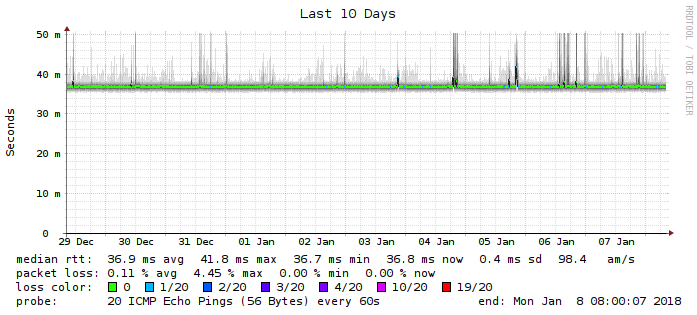 Last 10 Days
RRDTOOL / TOBI OETIKER
Seconds
50 m
40 m
30 m
20 m
10 m
0
29 Dec 30 Dec 31 Dec 01 Jan 02 Jan 03 Jan 04 Jan 05 Jan 06 Jan 07 Jan
median rtt: 36.9 ms avg 41.8 ms max 36.7 ms min 36.8 ms now 0.4 ms sd 98.4 am/s
packet loss: 0.11 % avg 4.45 % max 0.00 % min 0.00 % now
loss color: 0 1/20 2/20 3/20 4/20 10/20 19/20
probe: 20 ICMP Echo Pings (56 Bytes) every 60s end: Mon Jan 8 08:00:07 2018